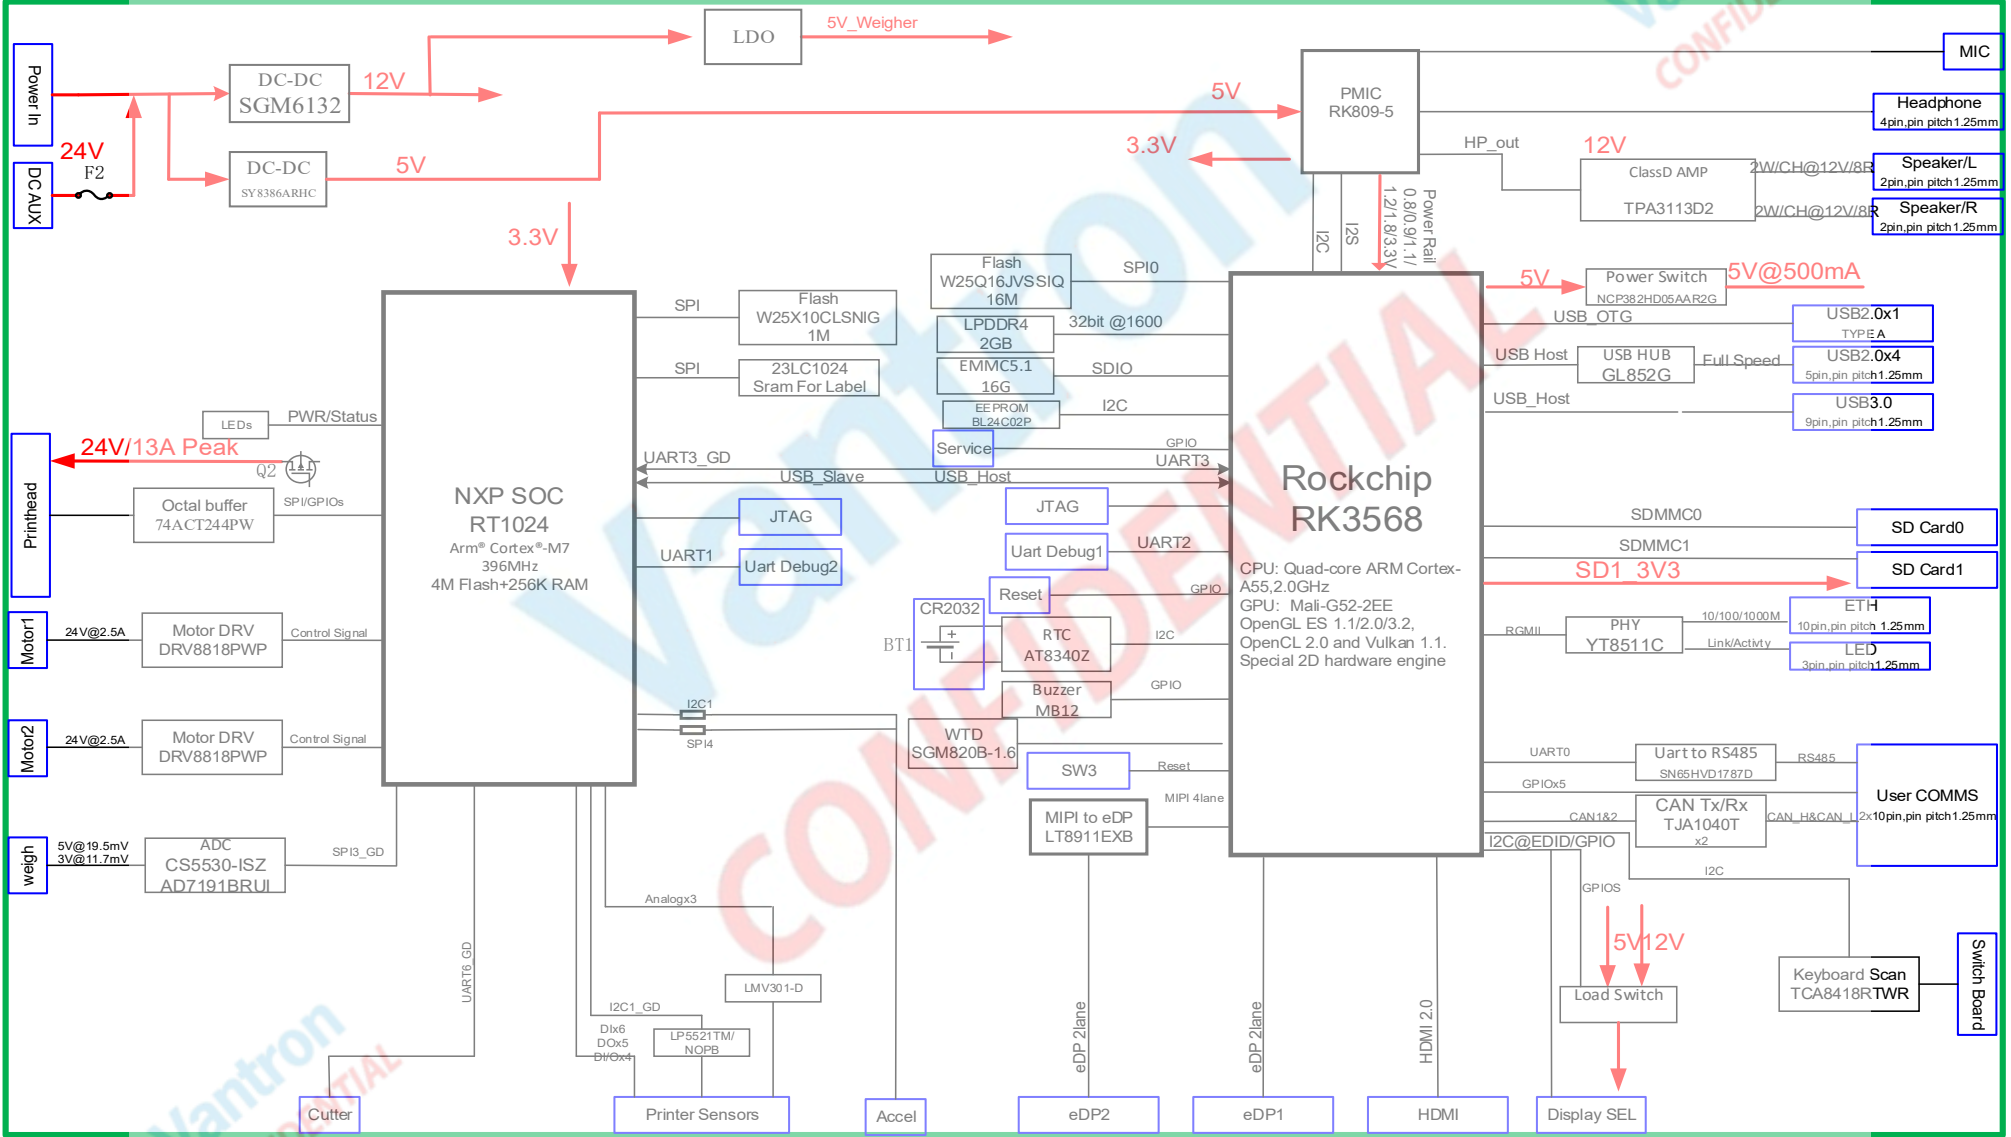 Power In
DC AUX
24V
F2
DC-DC
SGM6132
12V
DC-DC
SY8386ARHC
5V
LDO
5V_Weigher
5V
3.3V
PMIC
RK809-5
MIC
Headphone
4pin,pin pitch1.25mm
HP_out
12V
ClassD AMP
TPA3113D2
2W/CH@12V/8R
Speaker/L
2pin,pin pitch1.25mm
2W/CH@12V/8R
Speaker/R
2pin,pin pitch1.25mm
I2C
I2S
Power Rail
0.8/0.9/1.1/
1.2/1.8/3.3V
3.3V
NXP SOC
RT1024
Arm® Cortex®-M7
396MHz
4M Flash+256K RAM
SPI
Flash
W25X10CLSNIG
1M
SPI
23LC1024
Sram For Label
Flash
W25Q16JVSSIQ
16M
SPI0
LPDDR4
2GB
32bit @1600
EMMC5.1
16G
SDIO
EEPROM
BL24C02P
I2C
Service
GPIO
UART3_GD
UART3
USB_Slave
USB_Host
JTAG
UART1
Uart Debug2
JTAG
Uart Debug1
UART2
Reset
GPIO
CR2032
BT1
+
RTC
AT8340Z
I2C
Buzzer
MB12
GPIO
WTD
SGM820B-1.6
SW3
Reset
MIPI 4lane
MIPI to eDP
LT8911EXB
Rockchip
RK3568
CPU: Quad-core ARM Cortex-
A55,2.0GHz
GPU: Mali-G52-2EE
OpenGL ES 1.1/2.0/3.2,
OpenCL 2.0 and Vulkan 1.1.
Special 2D hardware engine
5V
Power Switch
NCP382HD05AAR2G
5V@500mA
USB_OTG
USB2.0x1
TYPE A
USB Host
USB HUB
GL852G
Full Speed
USB2.0x4
5pin,pin pitch1.25mm
USB_Host
USB3.0
9pin,pin pitch1.25mm
SDMMC0
SD Card0
SDMMC1
SD1_3V3
SD Card1
RGMII
PHY
YT8511C
10/100/1000M
ETH
10pin,pin pitch 1.25mm
Link/Activty
LED
3pin,pin pitch1.25mm
UART0
Uart to RS485
SN65HVD1787D
RS485
GPIOx5
CAN1&2
CAN Tx/Rx
TJA1040T
x2
CAN_H&CAN_L
User COMMS
2x10pin,pin pitch1.25mm
I2C@EDID/GPIO
I2C
GPIOS
5V
12V
Load Switch
Keyboard Scan
TCA8418RTWR
Switch Board
LEDs
PWR/Status
24V/13A Peak
Q2
Printhead
Octal buffer
74ACT244PW
SPI/GPIOs
Motor1
24V@2.5A
Motor DRV
DRV8818PWP
Control Signal
Motor2
24V@2.5A
Motor DRV
DRV8818PWP
Control Signal
weigh
5V@19.5mV
3V@11.7mV
ADC
CS5530-ISZ
AD7191BRUI
SPI3_GD
I2C1
SPI4
Analogx3
LMV301-D
UART6_GD
I2C1_GD
DIx6
DOx5
DI/Ox4
LP5521TM/
NOPB
eDP 2lane
eDP 2lane
HDMI 2.0
Cutter
Printer Sensors
Accel
eDP2
eDP1
HDMI
Display SEL
Vantron
CONFIDENTIAL
Vantron